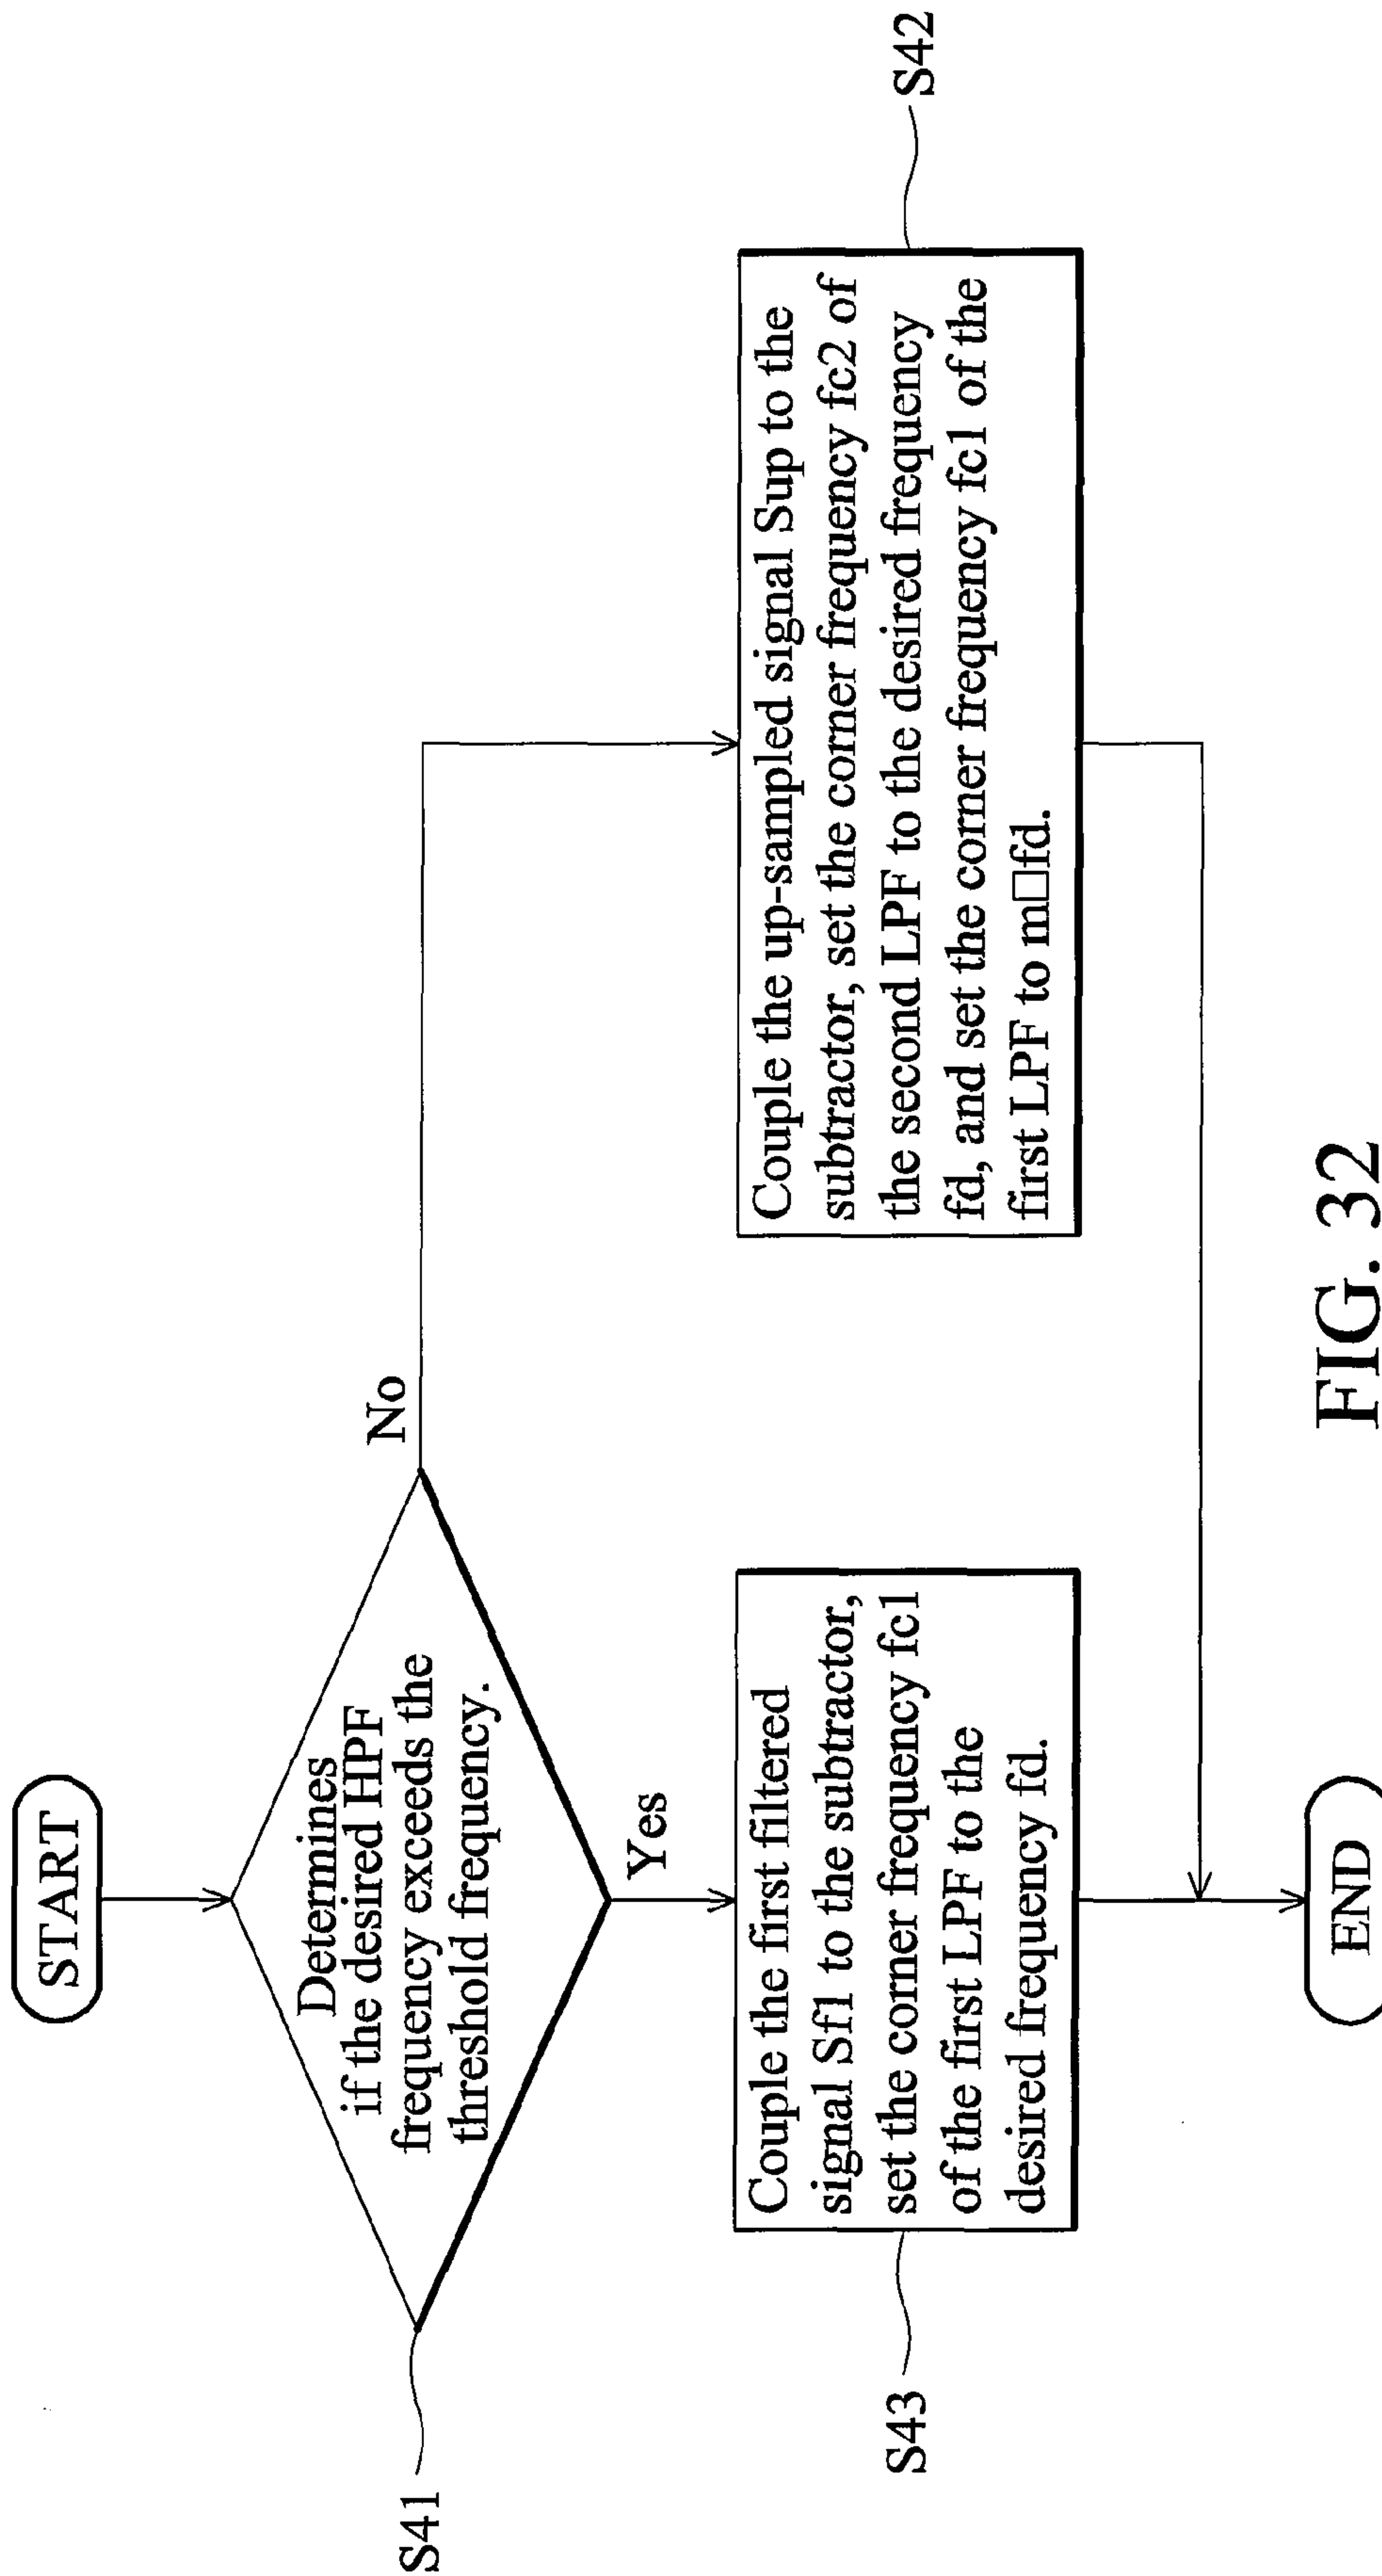 START
S41
Determines
if the desired HPF
frequency exceeds the
threshold frequency.
No
Yes
S43
Couple the first filtered
signal Sf1 to the subtractor,
set the corner frequency fc1
of the first LPF to the
desired frequency fd.
Couple the up-sampled signal Sup to the
subtractor, set the corner frequency fc2 of
the second LPF to the desired frequency
fd, and set the corner frequency fc1 of the
first LPF to m□fd.
S42
END
FIG. 32